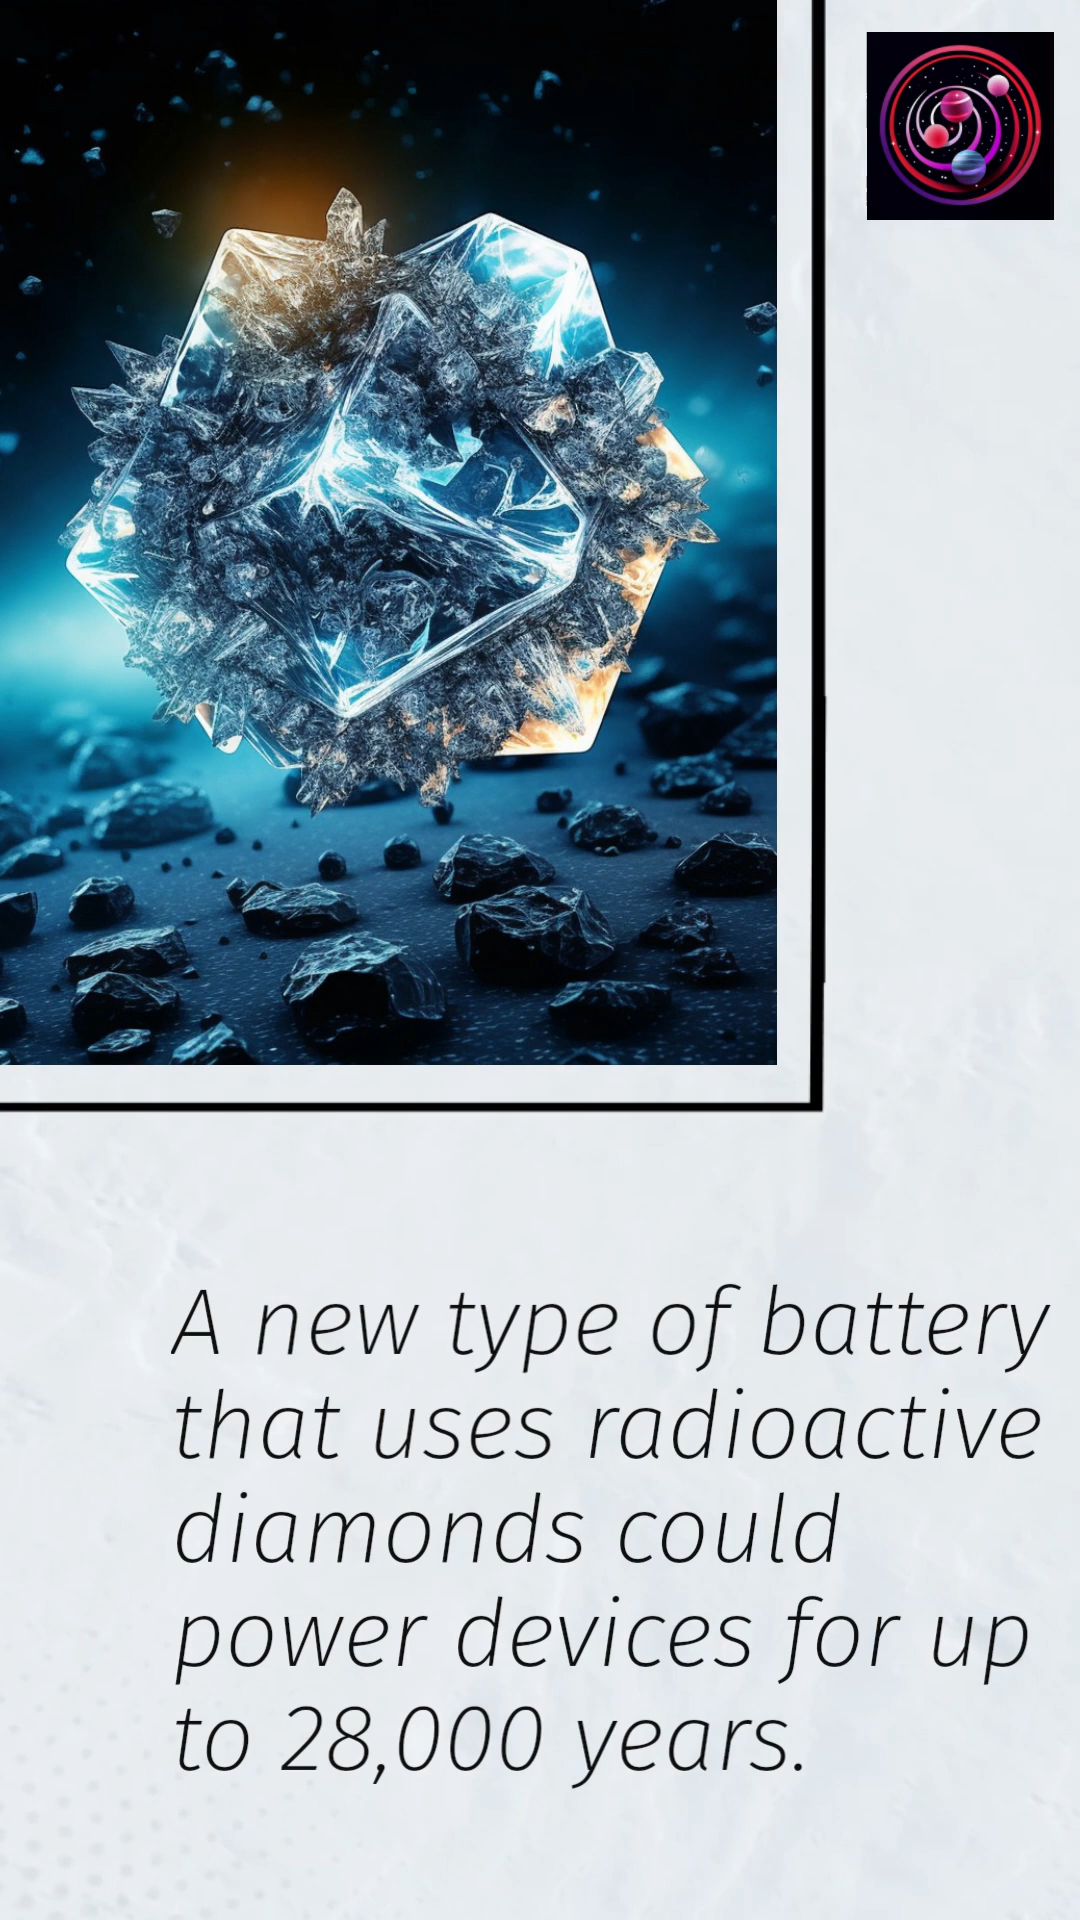 A new type of battery
that uses radioactive
diamonds could
power devices for up
to 28,000 years.